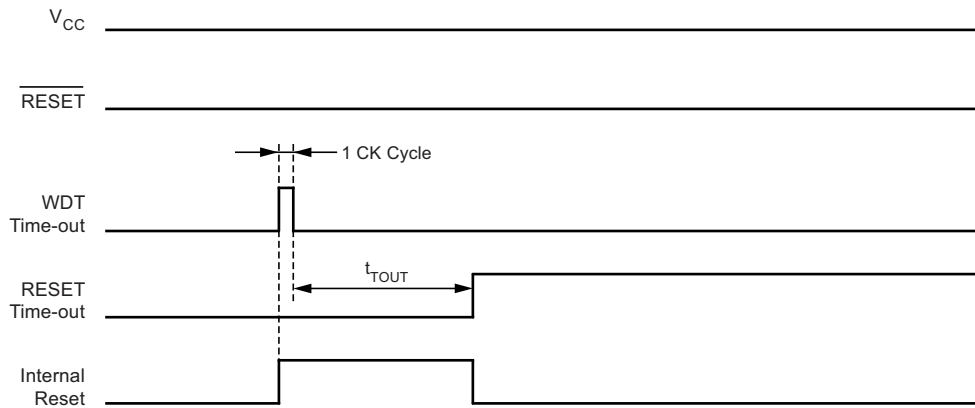 VCC
RESET
1 CK Cycle
WDT
Time-out
tTOUT
RESET
Time-out
Internal
Reset